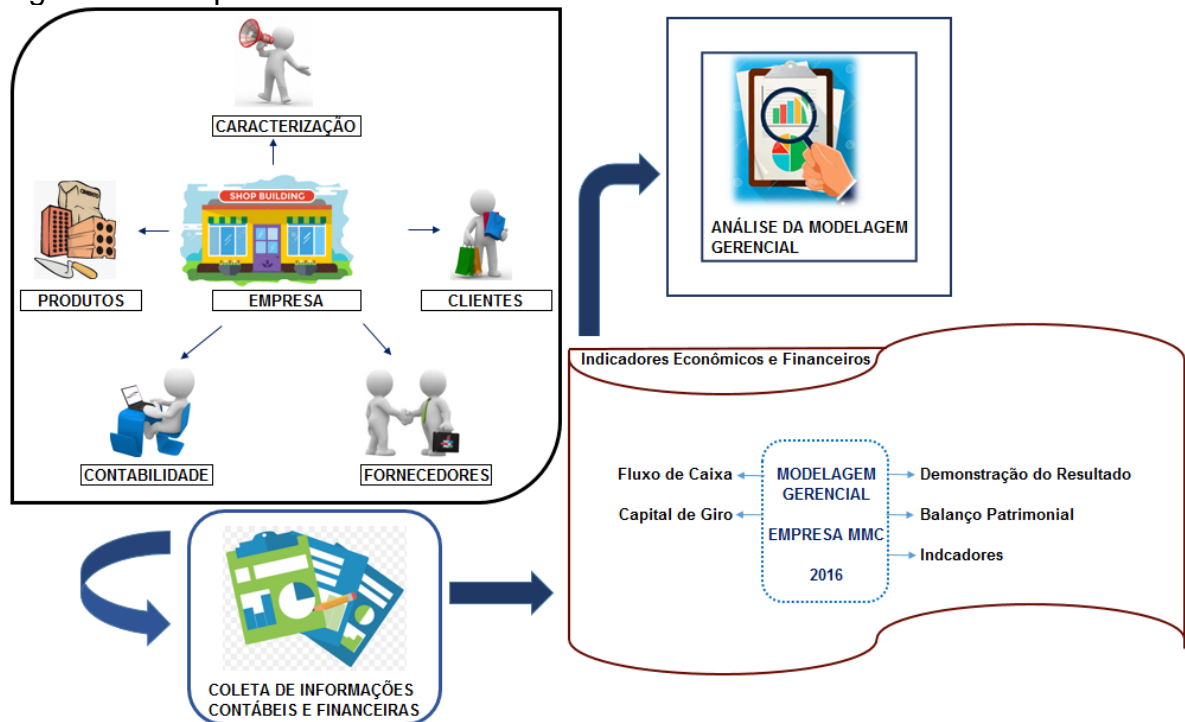 CARACTERIZAÇÃO
SHOP BUILDING
PRODUTOS
EMPRESA
CLIENTES
CONTABILIDADE
FORNECEDORES
COLETA DE INFORMAÇÕES
CONTÁBEIS E FINANCEIRAS
Indicadores Econômicos e Financeiros
Fluxo de Caixa
Capital de Giro
MODELAGEM
GERENCIAL
EMPRESA MMC
2016
Demonstração do Resultado
Balanço Patrimonial
Indcadores
ANÁLISE DA MODELAGEM
GERENCIAL